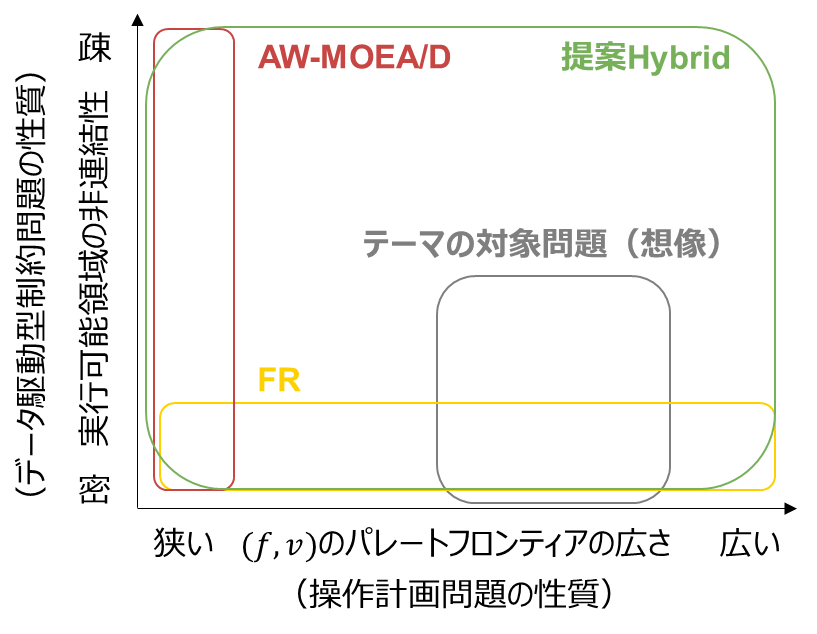 (データ駆動型制約問題の性質)
疎 実行可能領域の非連結性 密
AW-MOEA/D
提案Hybrid
テーマの対象問題（想像）
FR
狭い (f, v)のパレートフロンティアの広さ 広い
（操作計画問題の性質）